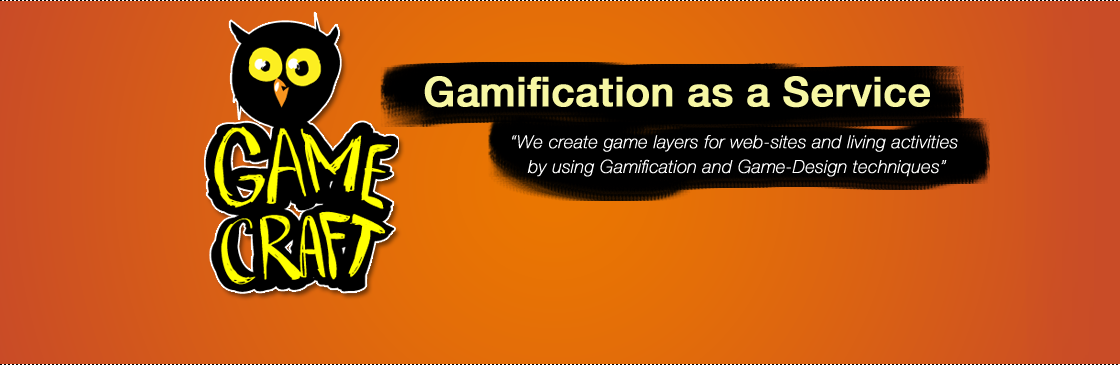 GAME
CRAFT
Gamification as a Service
“We create game layers for web-sites and living activities
by using Gamification and Game-Design techniques”